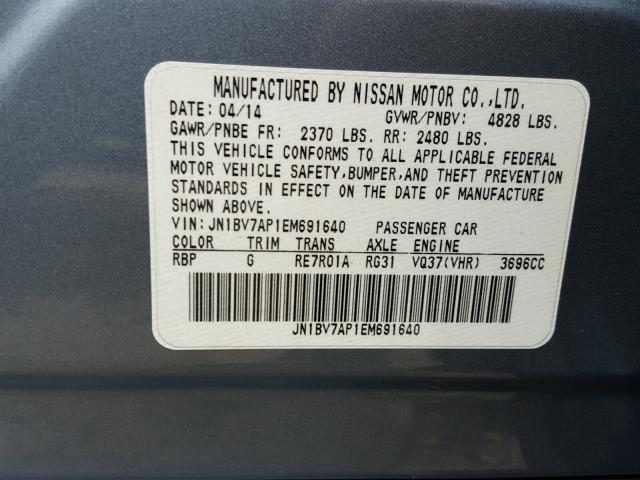 MANUFACTURED BY NISSAN MOTOR CO.,LTD.
DATE: 04/14 GVWR/PNBV: 4828 LBS.
GAWR/PNBE FR: 2370 LBS. RR: 2480 LBS.
THIS VEHICLE CONFORMS TO ALL APPLICABLE FEDERAL
MOTOR VEHICLE SAFETY,BUMPER,AND THEFT PREVENTION
STANDARDS IN EFFECT ON THE DATE OF MANUFACTURE
SHOWN ABOVE.
VIN:JN1BV7AP1EM691640 PASSENGER CAR
COLOR TRIM TRANS AXLE ENGINE
RBP G RE7R01A RG31 VQ37(VHR) 3696CC
JN1BV7AP1EM691640